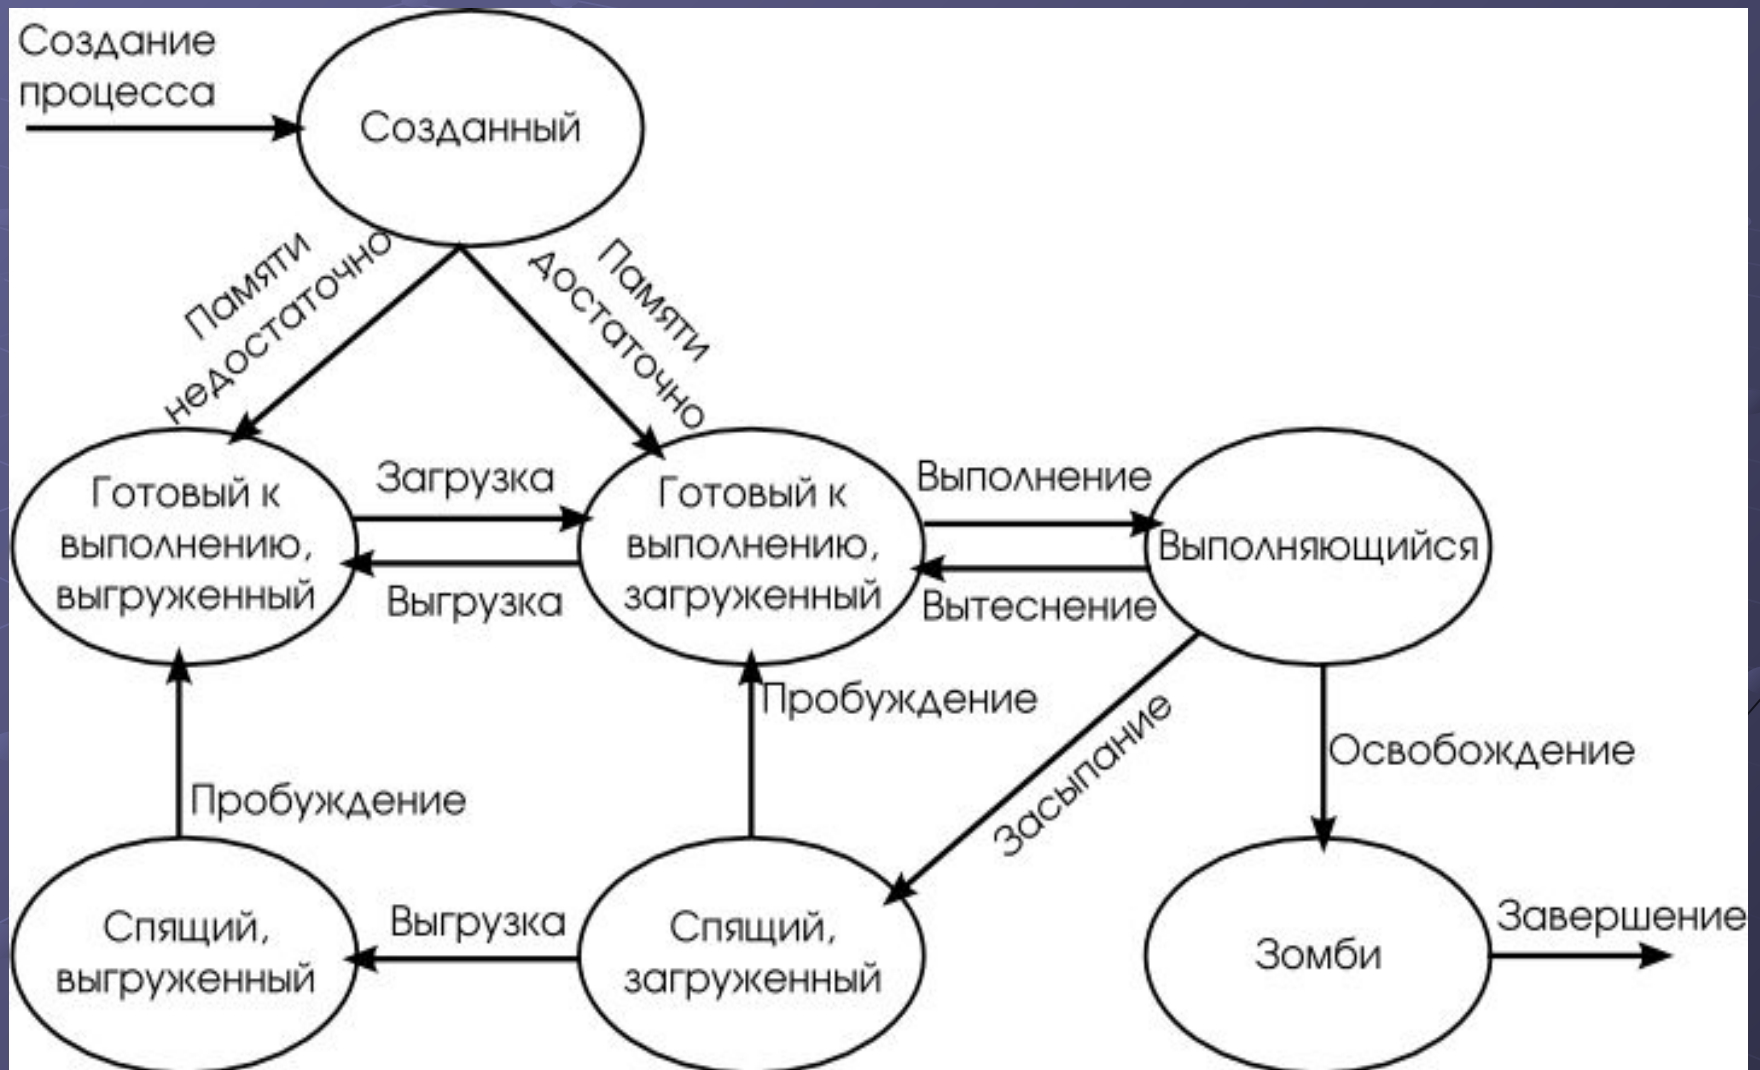 Создание
процесса
Созданный
Памяти
недостаточно
Памяти
достаточно
Готовый к
выполнению,
выгруженный
Загрузка
Выгрузка
Готовый к
выполнению,
загруженный
Выполнение
Вытеснение
Выполняющийся
Пробуждение
Пробуждение
Засыпание
Освобождение
Спящий,
выгруженный
Выгрузка
Спящий,
загруженный
Зомби
Завершение